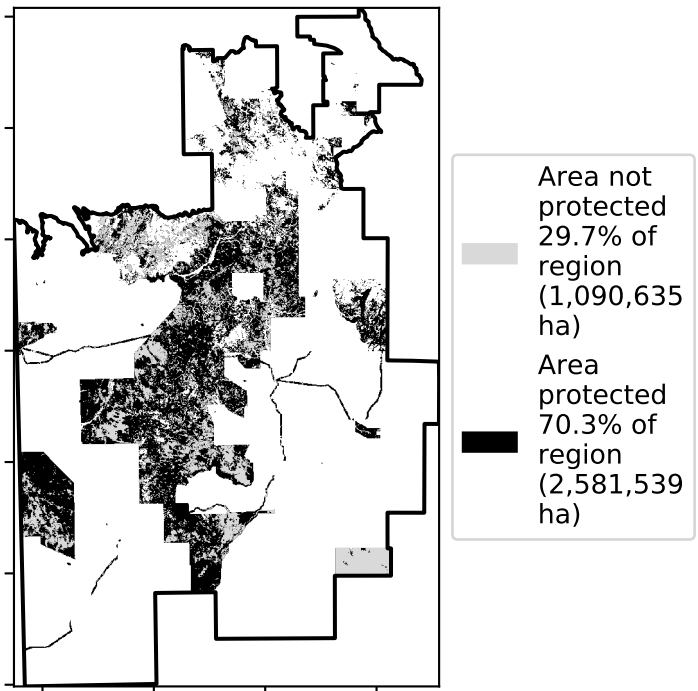 Area not
protected
29.7% of
region
(1,090,635
ha)
Area
protected
70.3% of
region
(2,581,539
ha)